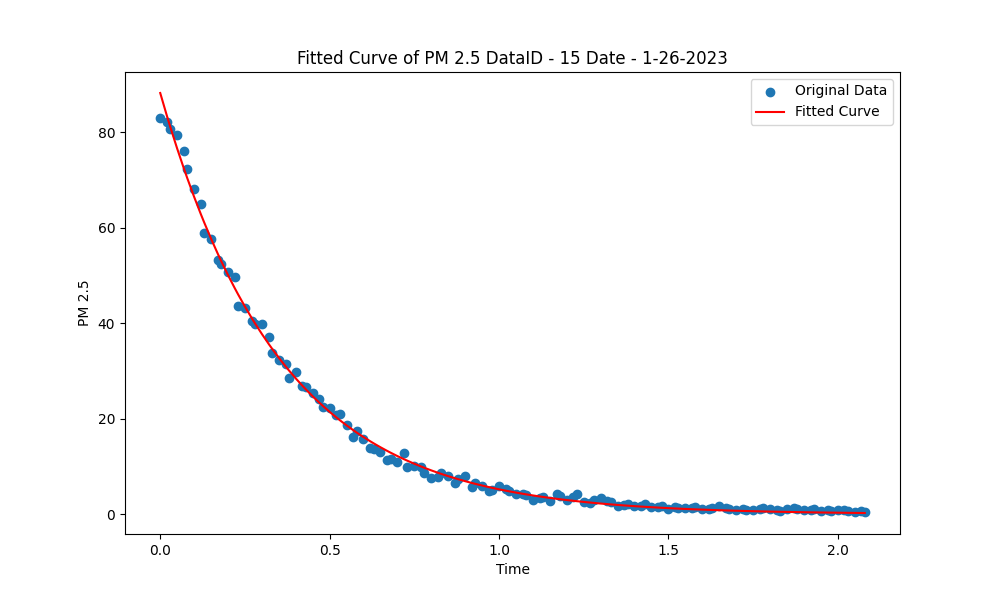 Fitted Curve of PM 2.5 DataID - 15 Date - 1-26-2023
Original Data
Fitted Curve
PM 2.5
80
60
40
20
0
0.0 0.5 1.0 1.5 2.0
Time